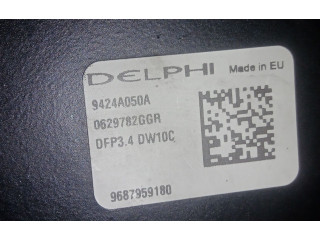 DELPHI Made in EU
9424A050A
0629782GGR
DFP3.4 DW10C
9687959180